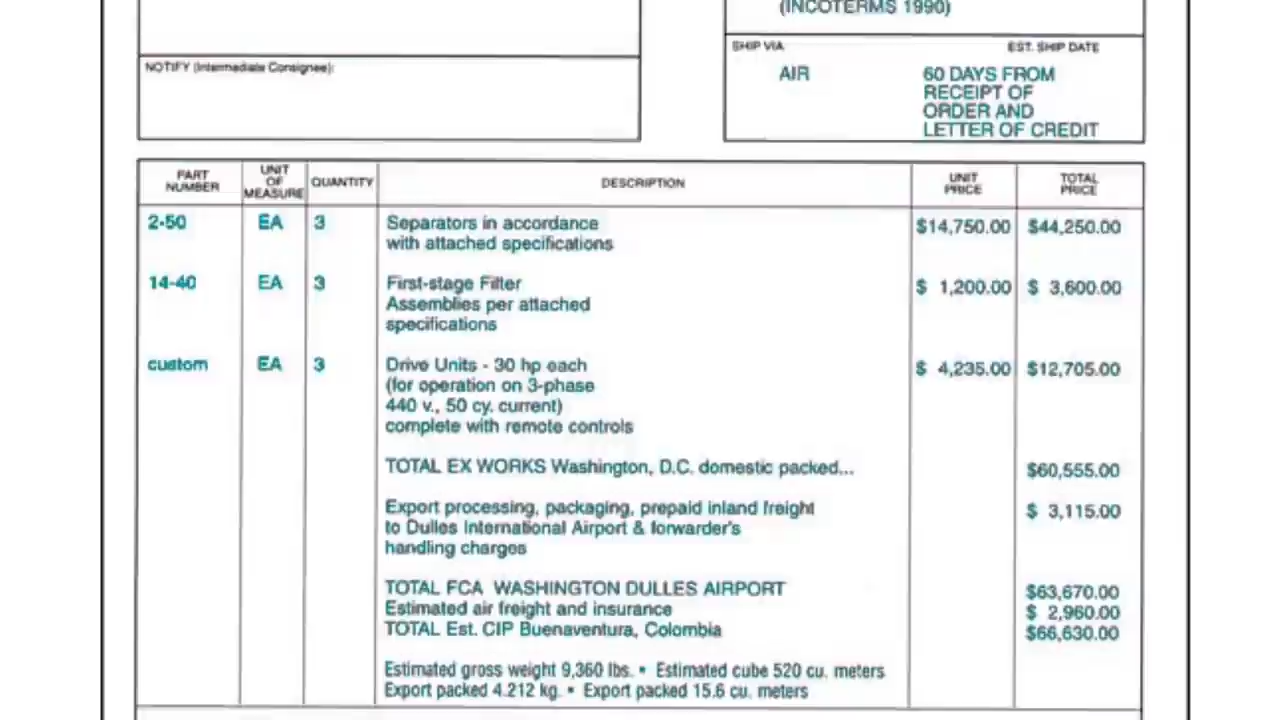 (INCOTERMS 1990)
SHIP VIA EST. SHIP DATE
NOTIFY (Intermediate Consignee):
AIR 60 DAYS FROM
RECEIPT OF
ORDER AND
LETTER OF CREDIT
PART NUMBER UNIT OF MEASURE QUANTITY DESCRIPTION UNIT PRICE TOTAL PRICE
2-50 EA 3 Separators in accordance $14,750.00 $44,250.00
with attached specifications
14-40 EA 3 First-stage Filter $ 1,200.00 $ 3,600.00
Assemblies per attached
specifications
custom EA 3 Drive Units - 30 hp each $ 4,235.00 $12,705.00
(for operation on 3-phase
440 v., 50 cy. current)
complete with remote controls
TOTAL EX WORKS Washington, D.C. domestic packed... $60,555.00
Export processing, packaging, prepaid inland freight $ 3,115.00
to Dulles International Airport & forwarder's
handling charges
TOTAL FCA WASHINGTON DULLES AIRPORT $63,670.00
Estimated air freight and insurance $ 2,960.00
TOTAL Est. CIP Buenaventura, Colombia $66,630.00
Estimated gross weight 9,360 lbs. • Estimated cube 520 cu. meters
Export packed 4.212 kg. • Export packed 15.6 cu. meters